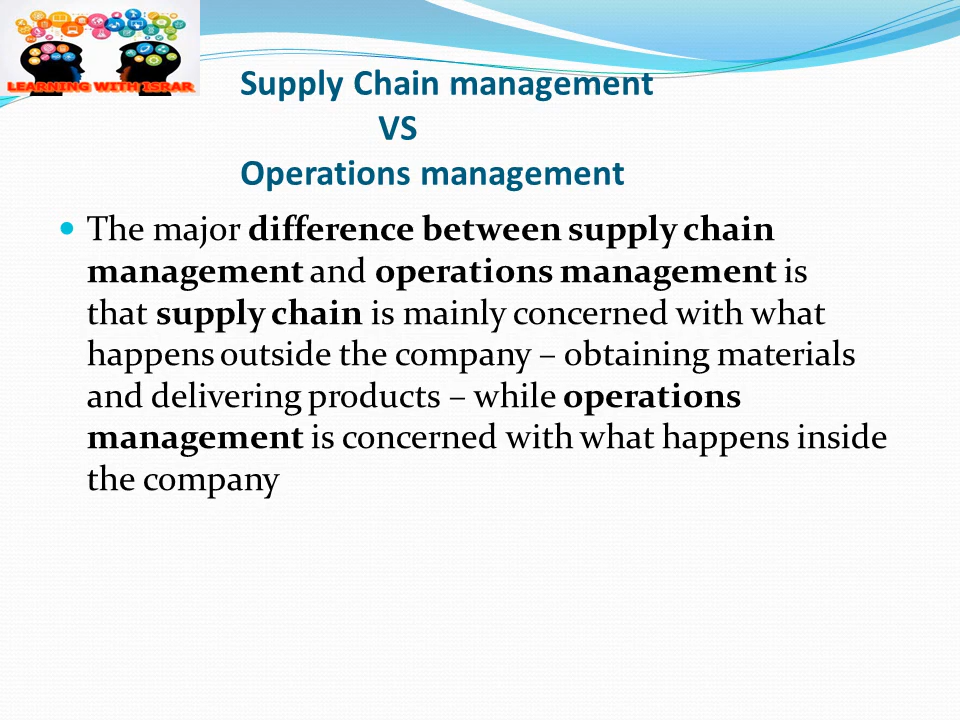 LEARNING WITH ISRAR
Supply Chain management
VS
Operations management
The major difference between supply chain
management and operations management is
that supply chain is mainly concerned with what
happens outside the company – obtaining materials
and delivering products – while operations
management is concerned with what happens inside
the company